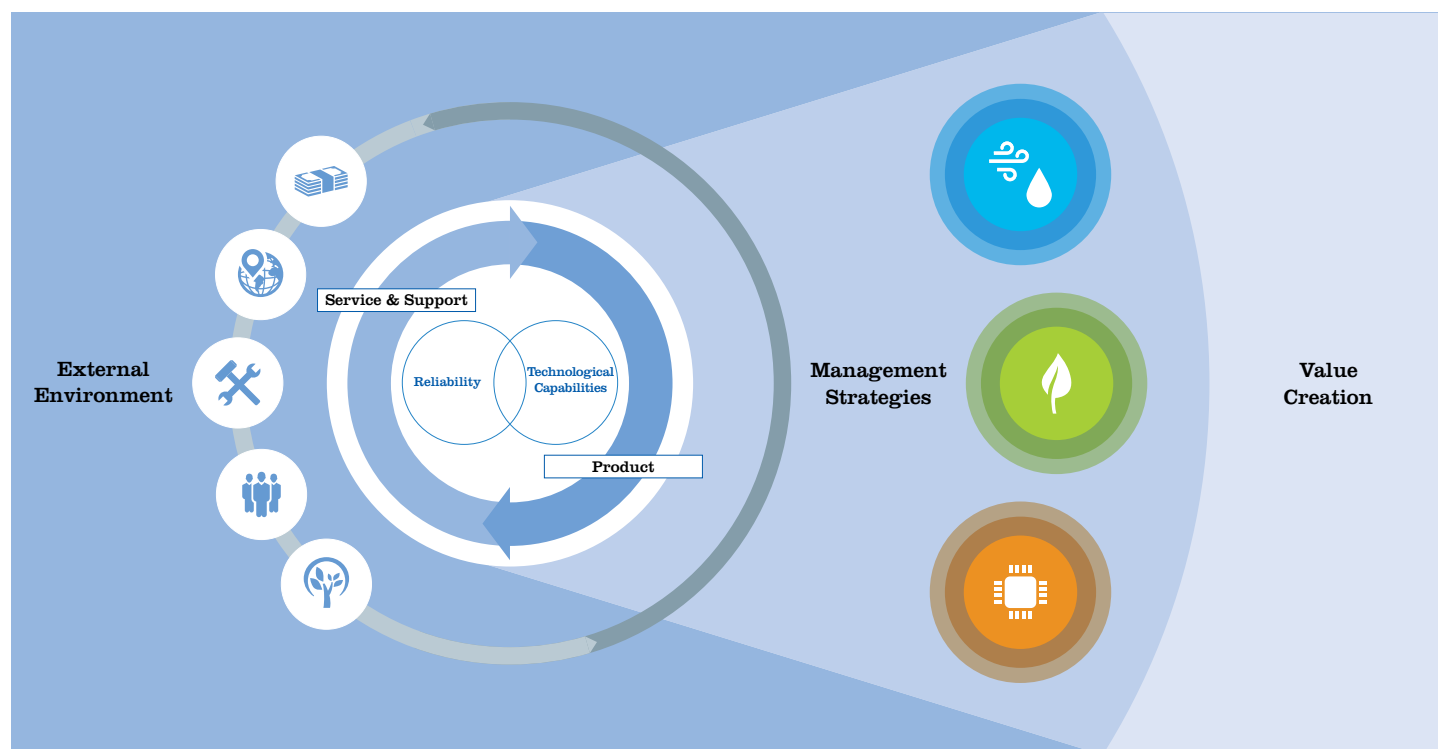 External
Environment
Service & Support
Reliability
Technological
Capabilities
Product
Management
Strategies
Value
Creation